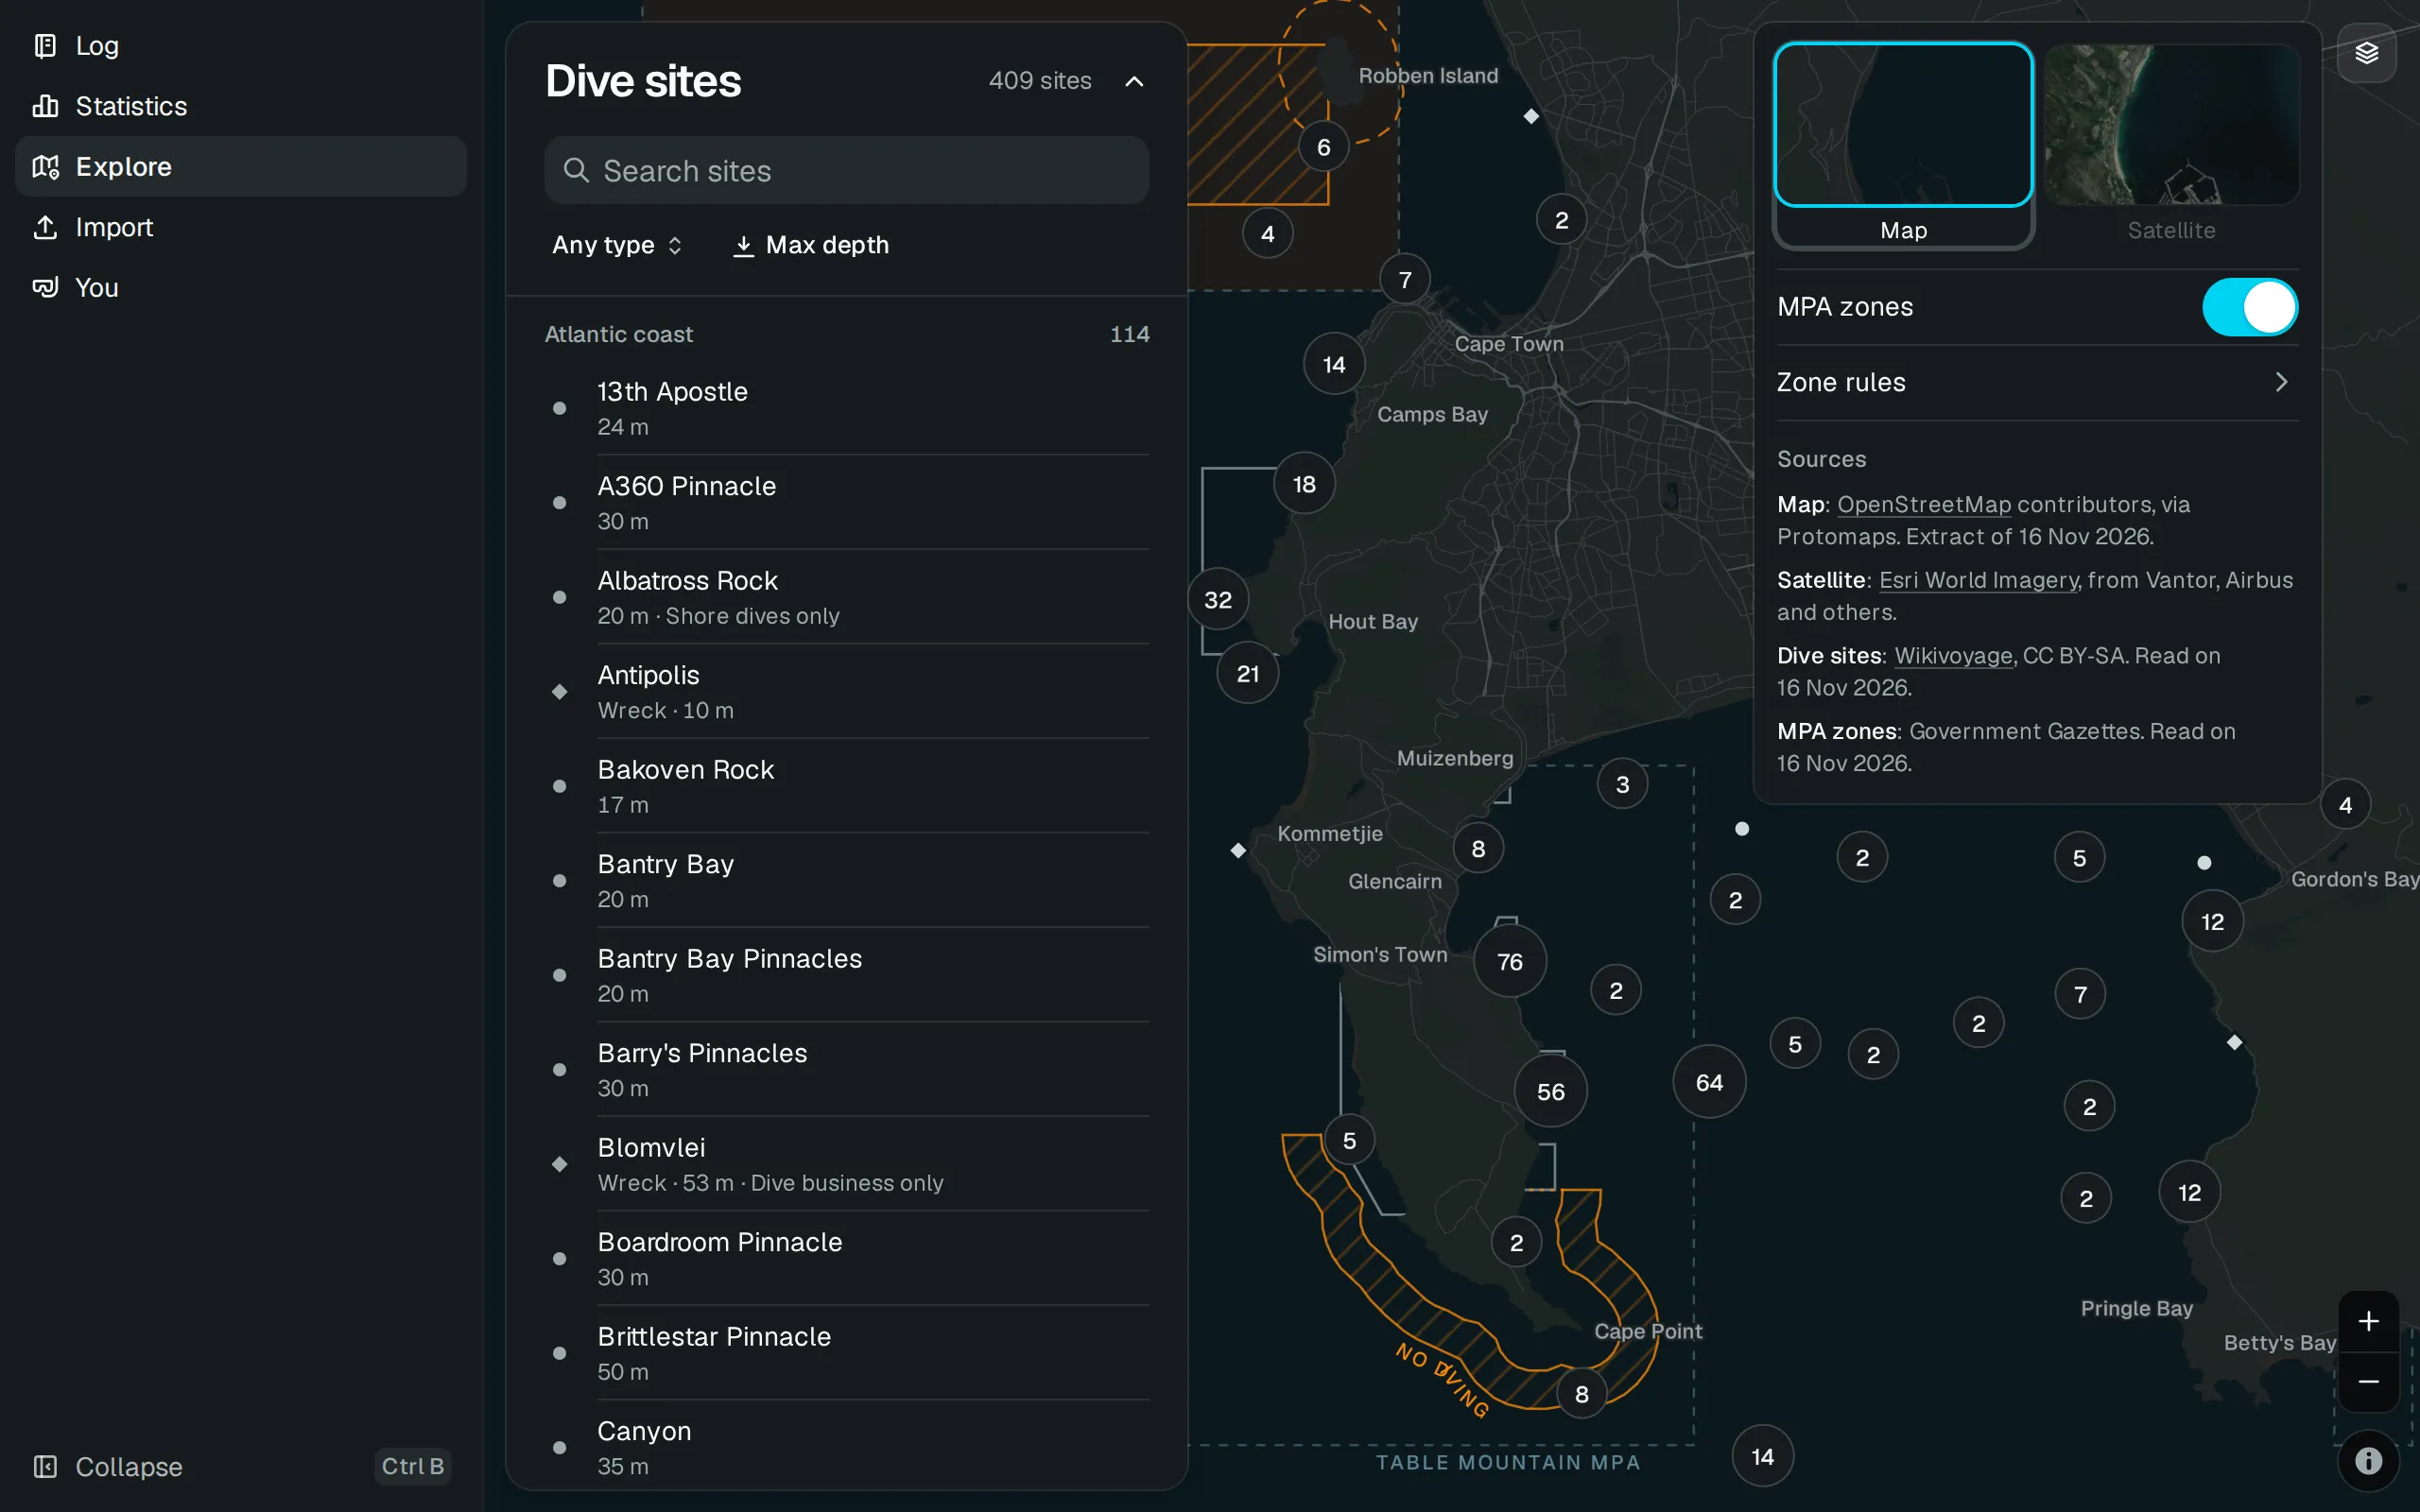 Log
Statistics
Explore
Import
You
Collapse
Ctrl B
Dive sites
409 sites
Search sites
Any type
Max depth
Atlantic coast
114
13th Apostle
24 m
A360 Pinnacle
30 m
Albatross Rock
20 m · Shore dives only
Antipolis
Wreck · 10 m
Bakoven Rock
17 m
Bantry Bay
20 m
Bantry Bay Pinnacles
20 m
Barry's Pinnacles
30 m
Blomvlei
Wreck · 53 m · Dive business only
Boardroom Pinnacle
30 m
Brittlestar Pinnacle
50 m
Canyon
35 m
Robben Island
6
4
2
7
Cape Town
14
Camps Bay
18
32
Hout Bay
21
Muizenberg
3
Kommetjie
8
Glencairn
2
2
5
4
Gordon's Bay
12
Simon's Town
76
2
7
2
5
2
56
64
2
5
2
12
2
Pringle Bay
Cape Point
Betty's Bay
NO DIVING
8
14
TABLE MOUNTAIN MPA
Map
Satellite
MPA zones
Zone rules
Sources
Map: OpenStreetMap contributors, via
Protomaps. Extract of 16 Nov 2026.
Satellite: Esri World Imagery, from Vantor, Airbus
and others.
Dive sites: Wikivoyage, CC BY-SA. Read on
16 Nov 2026.
MPA zones: Government Gazettes. Read on
16 Nov 2026.